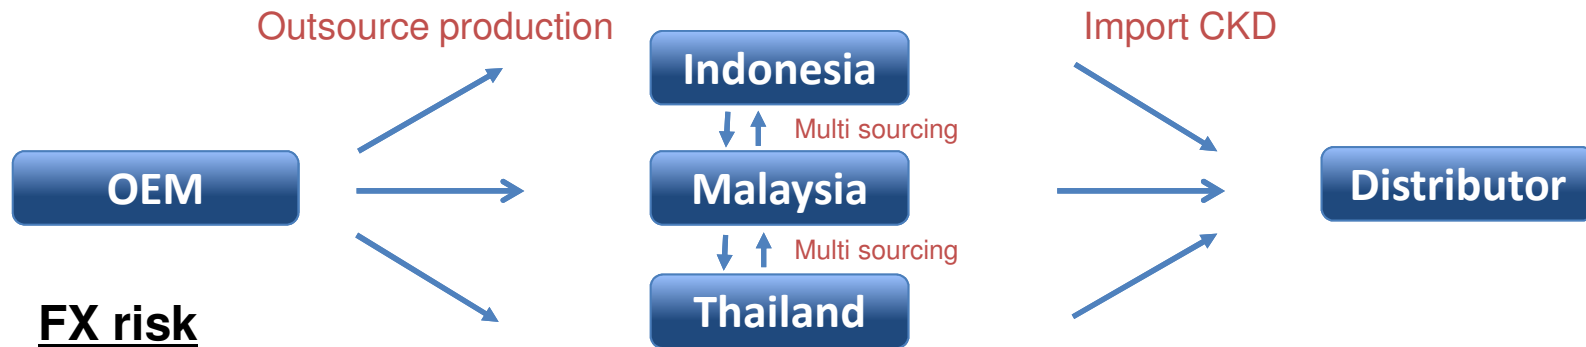 Outsource production
Import CKD
Indonesia
Multi sourcing
OEM
Malaysia
Distributor
Multi sourcing
Thailand
FX risk